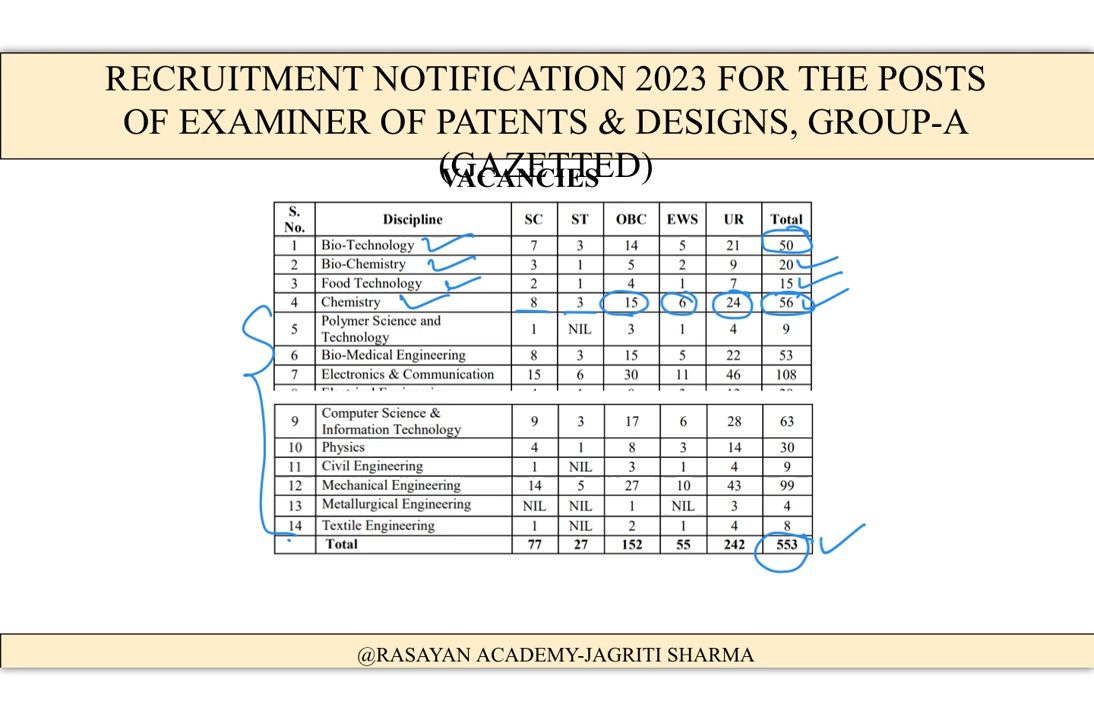 RECRUITMENT NOTIFICATION 2023 FOR THE POSTS
OF EXAMINER OF PATENTS & DESIGNS, GROUP-A
(GAZETTED)
VACANCIES
S. No. Discipline SC ST OBC EWS UR Total
1 Bio-Technology 7 3 14 5 21 50
2 Bio-Chemistry 3 1 5 2 9 20
3 Food Technology 2 1 4 1 7 15
4 Chemistry 8 3 15 6 24 56
5 Polymer Science and Technology 1 NIL 3 1 4 9
6 Bio-Medical Engineering 8 3 15 5 22 53
7 Electronics & Communication 15 6 30 11 46 108
9 Computer Science & Information Technology 9 3 17 6 28 63
10 Physics 4 1 8 3 14 30
11 Civil Engineering 1 NIL 3 1 4 9
12 Mechanical Engineering 14 5 27 10 43 99
13 Metallurgical Engineering NIL NIL 1 NIL 3 4
14 Textile Engineering 1 NIL 2 1 4 8
Total 77 27 152 55 242 553
@RASAYAN ACADEMY-JAGRITI SHARMA